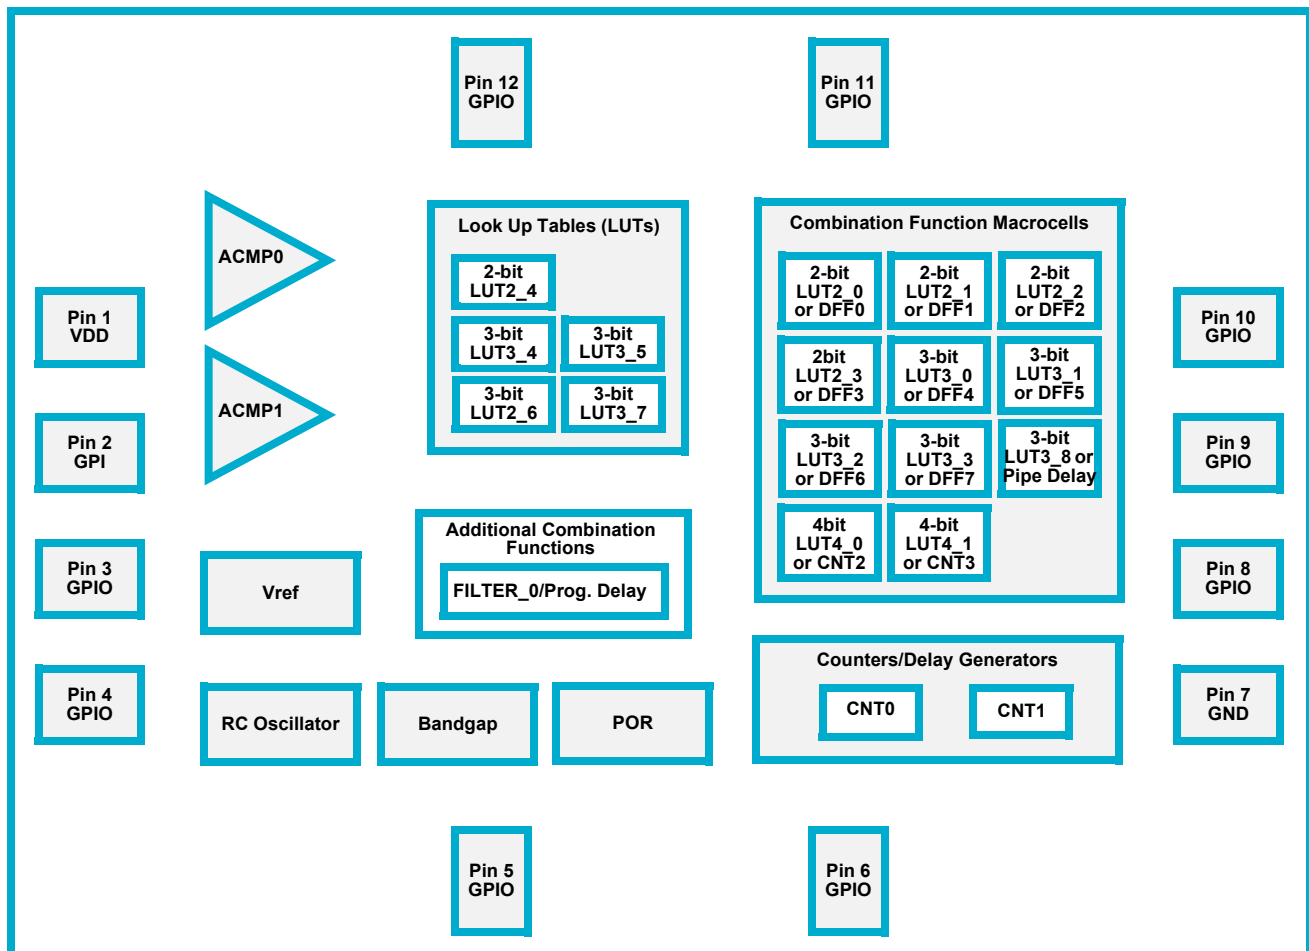 Pin 12
GPIO
Pin 11
GPIO
ACMP0
ACMP1
Pin 1
VDD
Pin 2
GPI
Pin 3
GPIO
Pin 4
GPIO
Look Up Tables (LUTs)
2-bit
LUT2_4
3-bit
LUT3_4
3-bit
LUT3_5
3-bit
LUT2_6
3-bit
LUT3_7
Combination Function Macrocells
2-bit
LUT2_0
or DFF0
2-bit
LUT2_1
or DFF1
2-bit
LUT2_2
or DFF2
2bit
LUT2_3
or DFF3
3-bit
LUT3_0
or DFF4
3-bit
LUT3_1
or DFF5
3-bit
LUT3_2
or DFF6
3-bit
LUT3_3
or DFF7
3-bit
LUT3_8 or
Pipe Delay
4bit
LUT4_0
or CNT2
4-bit
LUT4_1
or CNT3
Additional Combination
Functions
FILTER_0/Prog. Delay
Vref
RC Oscillator
Bandgap
POR
Counters/Delay Generators
CNT0
CNT1
Pin 10
GPIO
Pin 9
GPIO
Pin 8
GPIO
Pin 7
GND
Pin 5
GPIO
Pin 6
GPIO